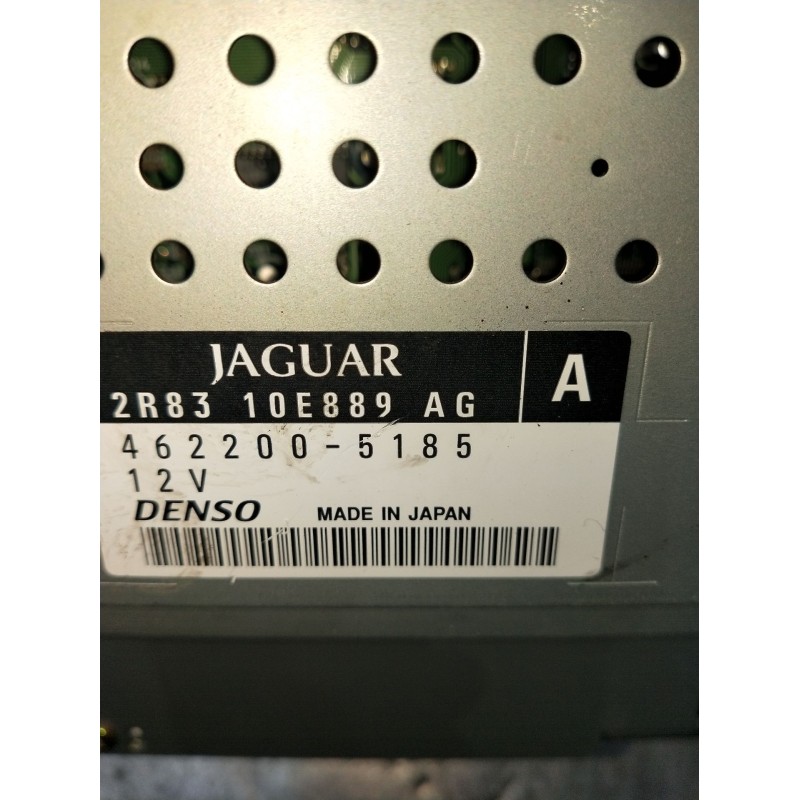 JAGUAR
2R83 10E889 AG
A
462200-5185
12V
DENSO MADE IN JAPAN